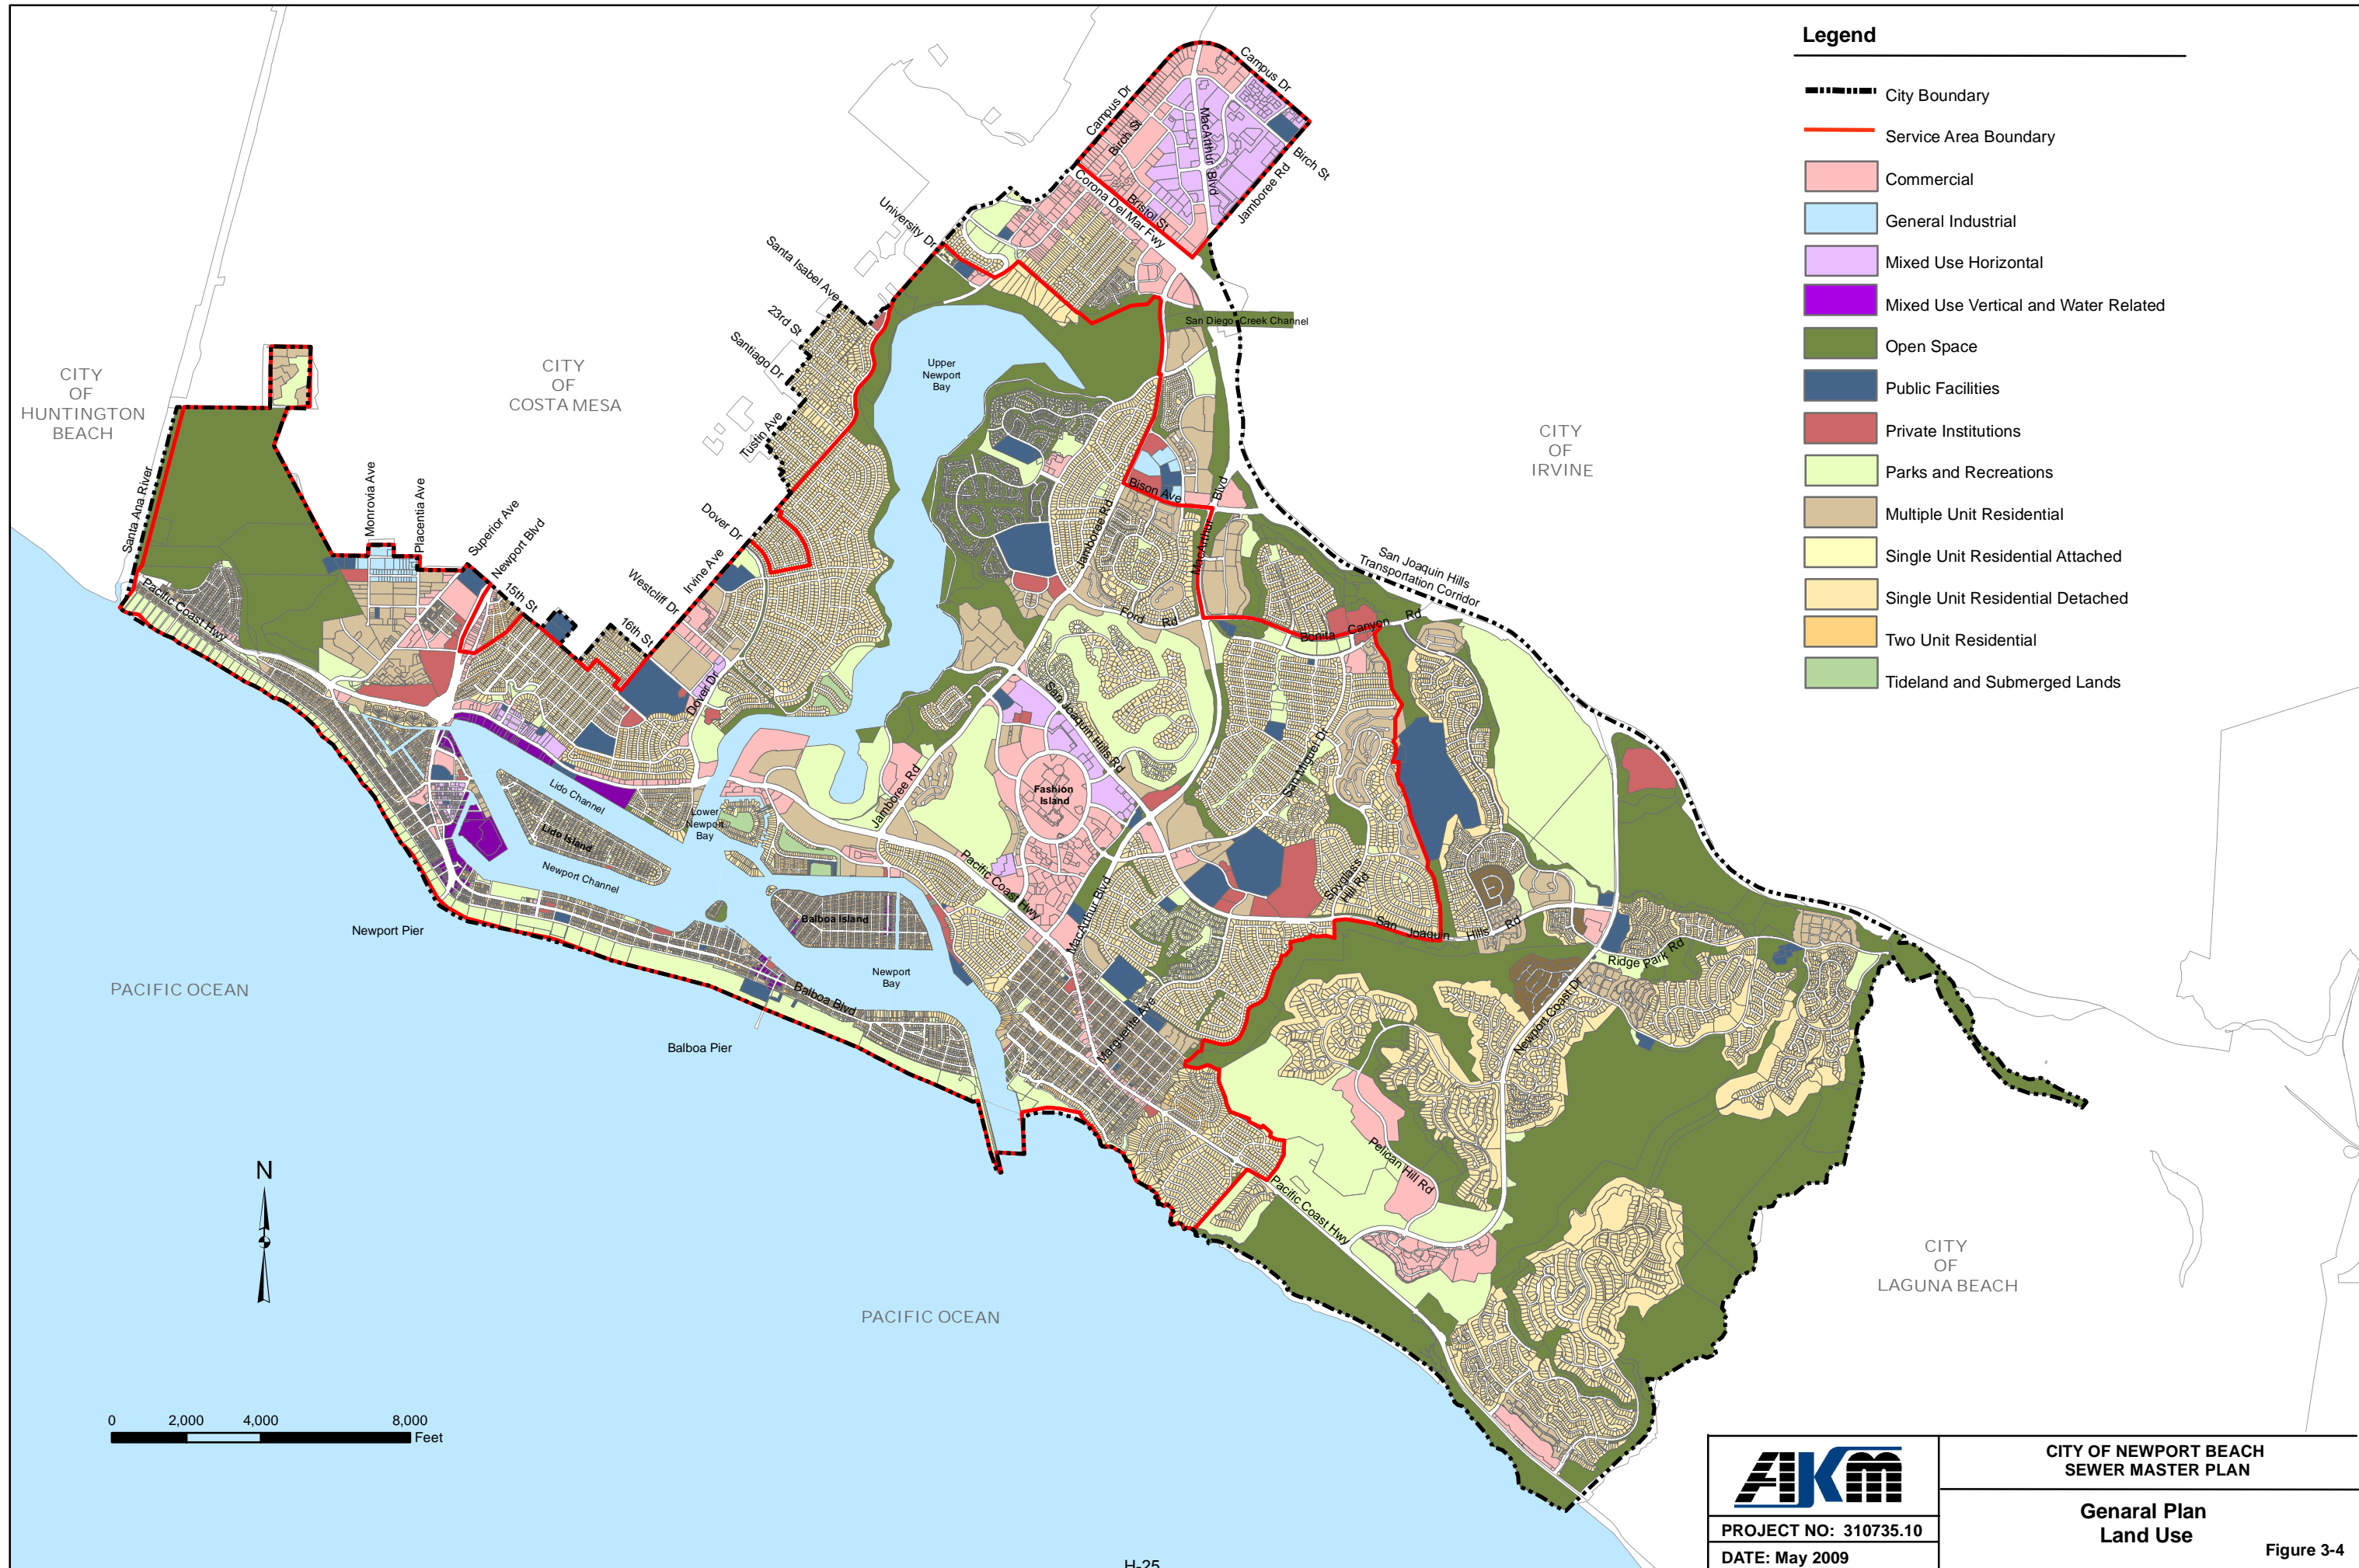 Legend
City Boundary
Service Area Boundary
Commercial
General Industrial
Mixed Use Horizontal
Mixed Use Vertical and Water Related
Open Space
Public Facilities
Private Institutions
Parks and Recreations
Multiple Unit Residential
Single Unit Residential Attached
Single Unit Residential Detached
Two Unit Residential
Tideland and Submerged Lands
Campus Dr
Campus Dr
Birch St
MacArthur Blvd
Birch St
Jamboree Rd
Corona Del Mar Fwy
Bristol St
University Dr
Santa Isabel Ave
23rd St
Santiago Dr
Tustin Ave
San Diego Creek Channel
Upper
Newport
Bay
CITY
OF
HUNTINGTON
BEACH
CITY
OF
COSTA MESA
CITY
OF
IRVINE
Santa Ana River
Monrovia Ave
Placentia Ave
Superior Ave
Newport Blvd
15th St
16th St
Dover Dr
Westcliff Dr
Irvine Ave
Dover Dr
Pacific Coast Hwy
Bison Ave
Jamboree Rd
MacArthur
Blvd
Ford Rd
Bonita Canyon Rd
San Joaquin Hills
Transportation Corridor
San Joaquin Hills Rd
San Miguel Dr
Fashion
Island
Jamboree Rd
Lido Channel
Lido Island
Lower
Newport
Bay
Newport Channel
Pacific Coast Hwy
MacArthur Blvd
Spyglass
Hill Rd
San Joaquin Hills Rd
Ridge Park Rd
Newport Coast Dr
Balboa Island
Newport
Bay
Newport Pier
Balboa Blvd
Marguerite Ave
Balboa Pier
Pelican Hill Rd
Pacific Coast Hwy
PACIFIC OCEAN
PACIFIC OCEAN
CITY
OF
LAGUNA BEACH
N
0 2,000 4,000 8,000
Feet
AKM
PROJECT NO: 310735.10
DATE: May 2009
CITY OF NEWPORT BEACH
SEWER MASTER PLAN
Genaral Plan
Land Use
Figure 3-4
H-25